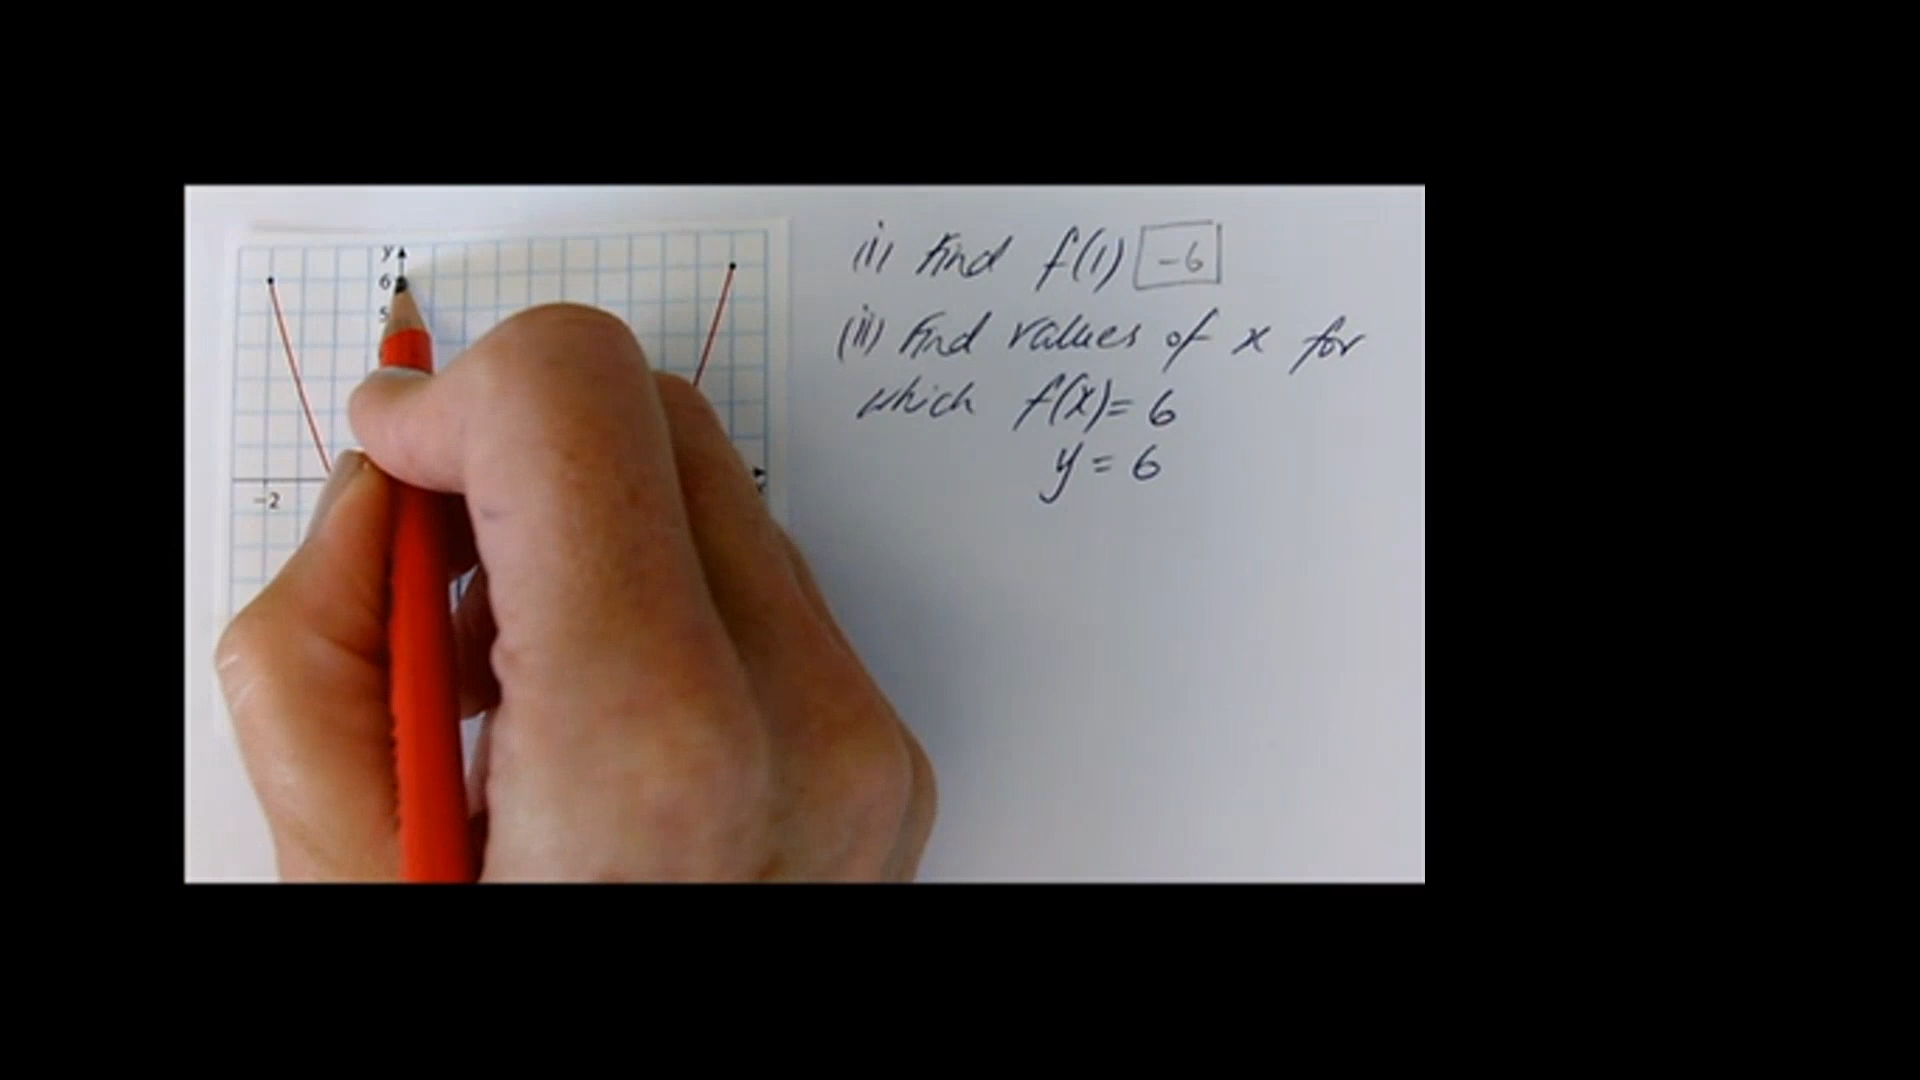 y
6
5
-2
(i) Find f(1) -6
(ii) Find values of x for
which f(x)= 6
y = 6